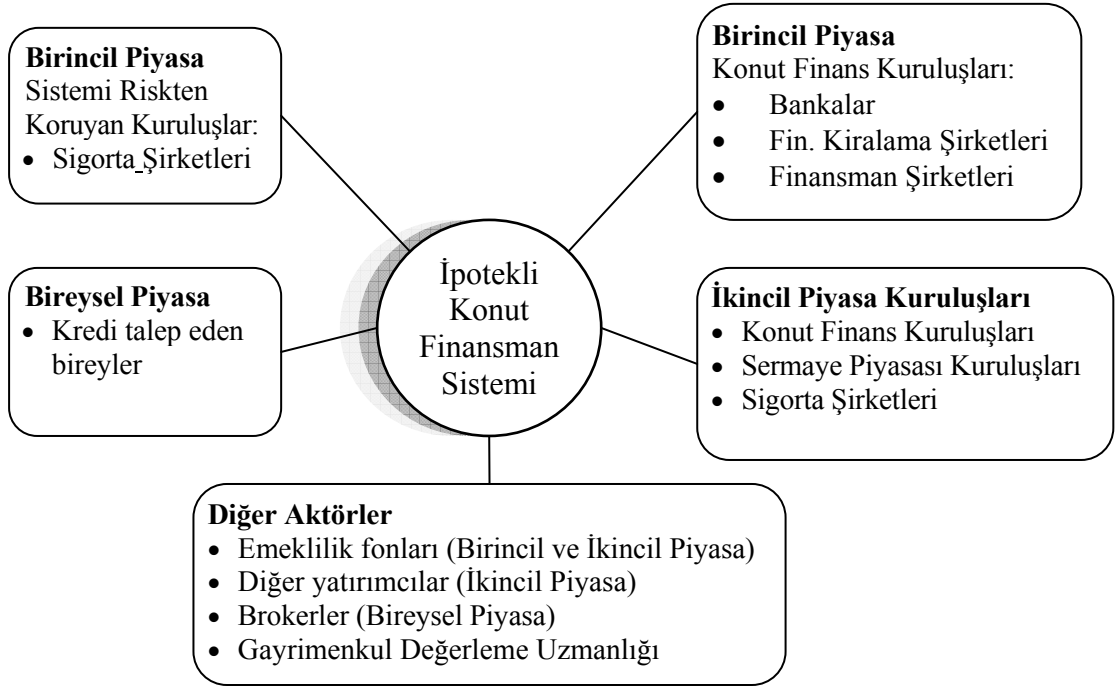 Birincil Piyasa
Sistemi Riskten
Koruyan Kuruluşlar:
• Sigorta Şirketleri
Birincil Piyasa
Konut Finans Kuruluşları:
• Bankalar
• Fin. Kiralama Şirketleri
• Finansman Şirketleri
İpotekli
Konut
Finansman
Sistemi
Bireysel Piyasa
• Kredi talep eden
bireyler
İkincil Piyasa Kuruluşları
• Konut Finans Kuruluşları
• Sermaye Piyasası Kuruluşları
• Sigorta Şirketleri
Diğer Aktörler
• Emeklilik fonları (Birincil ve İkincil Piyasa)
• Diğer yatırımcılar (İkincil Piyasa)
• Brokerler (Bireysel Piyasa)
• Gayrimenkul Değerleme Uzmanlığı